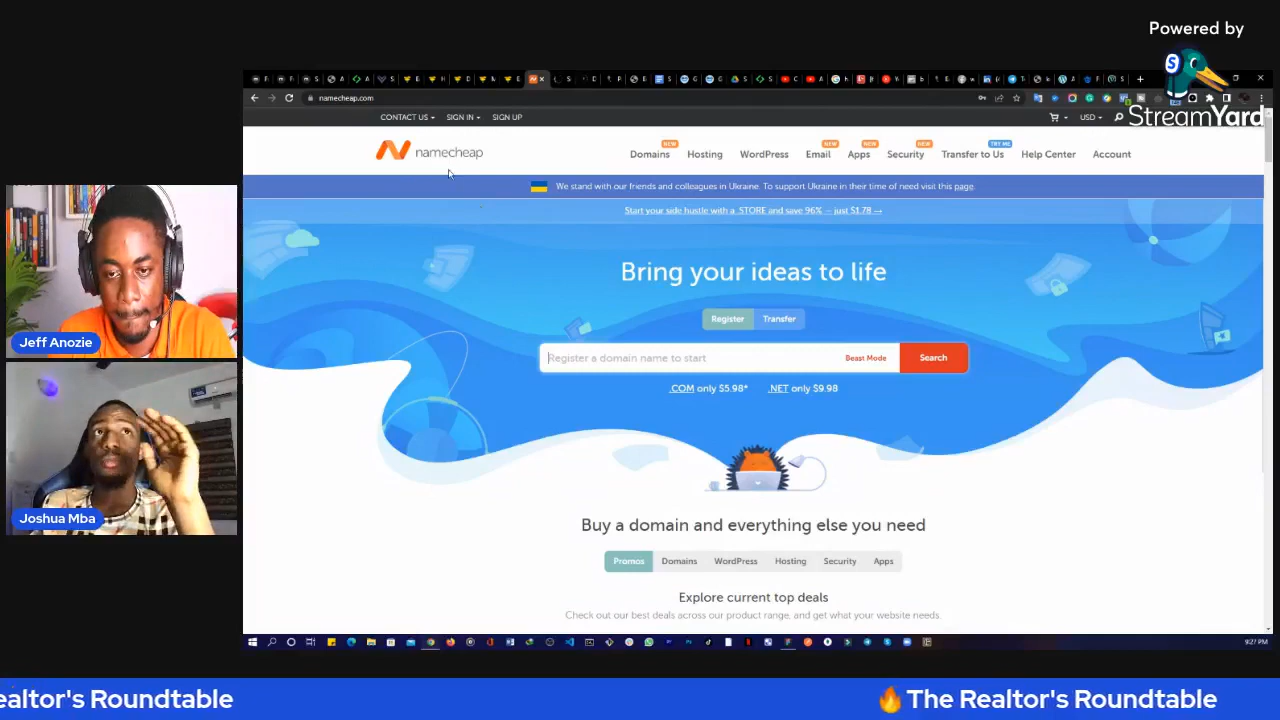 Powered by
StreamYard
namecheap.com
CONTACT US SIGN IN SIGN UP
USD
namecheap
NEW NEW NEW NEW TRY ME
Domains Hosting WordPress Email Apps Security Transfer to Us Help Center Account
We stand with our friends and colleagues in Ukraine. To support Ukraine in their time of need visit this page.
Start your side hustle with a .STORE and save 96% — just $1.78 →
Bring your ideas to life
Register Transfer
Register a domain name to start Beast Mode Search
.COM only $5.98* .NET only $9.98
Buy a domain and everything else you need
Promos Domains WordPress Hosting Security Apps
Explore current top deals
Check out our best deals across our product range, and get what your website needs.
9:27 PM
Jeff Anozie
Joshua Mba
ealtor's Roundtable 🔥 The Realtor's Roundtable